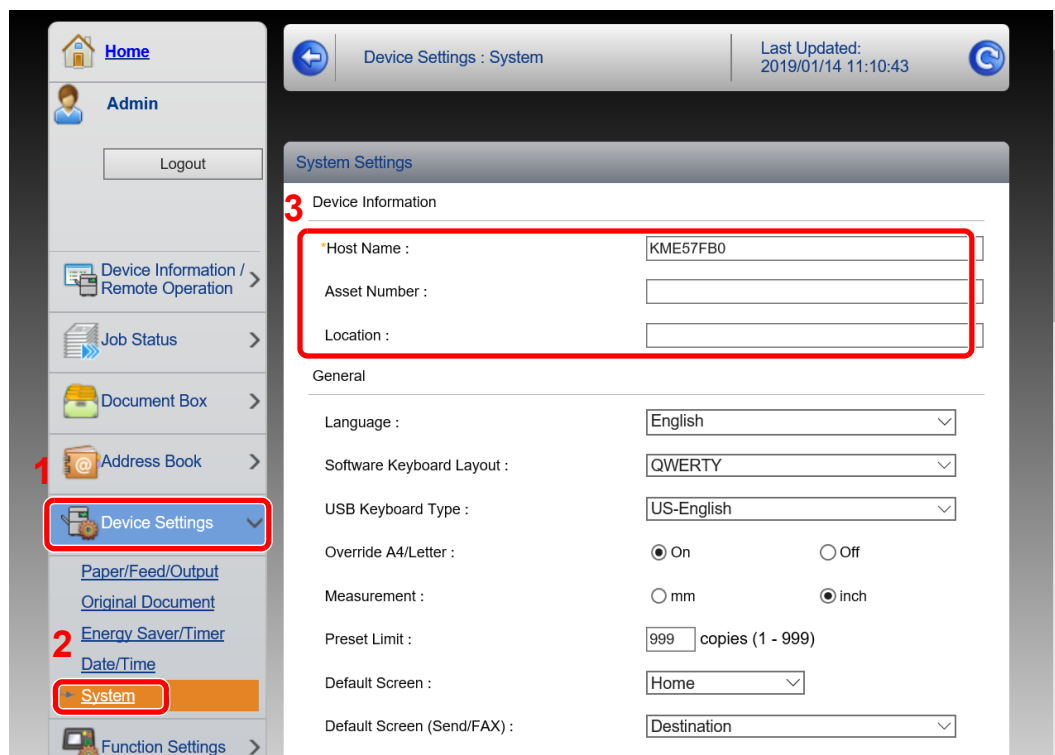 Home
Admin
Logout
Device Information /
Remote Operation
Job Status
Document Box
1
Address Book
@
Device Settings
Paper/Feed/Output
Original Document
2
Energy Saver/Timer
Date/Time
System
Function Settings
Device Settings : System
Last Updated:
2019/01/14 11:10:43
System Settings
3
Device Information
*Host Name : KME57FB0
Asset Number :
Location :
General
Language : English
Software Keyboard Layout : QWERTY
USB Keyboard Type : US-English
Override A4/Letter : On Off
Measurement : mm inch
Preset Limit : 999 copies (1 - 999)
Default Screen : Home
Default Screen (Send/FAX) : Destination